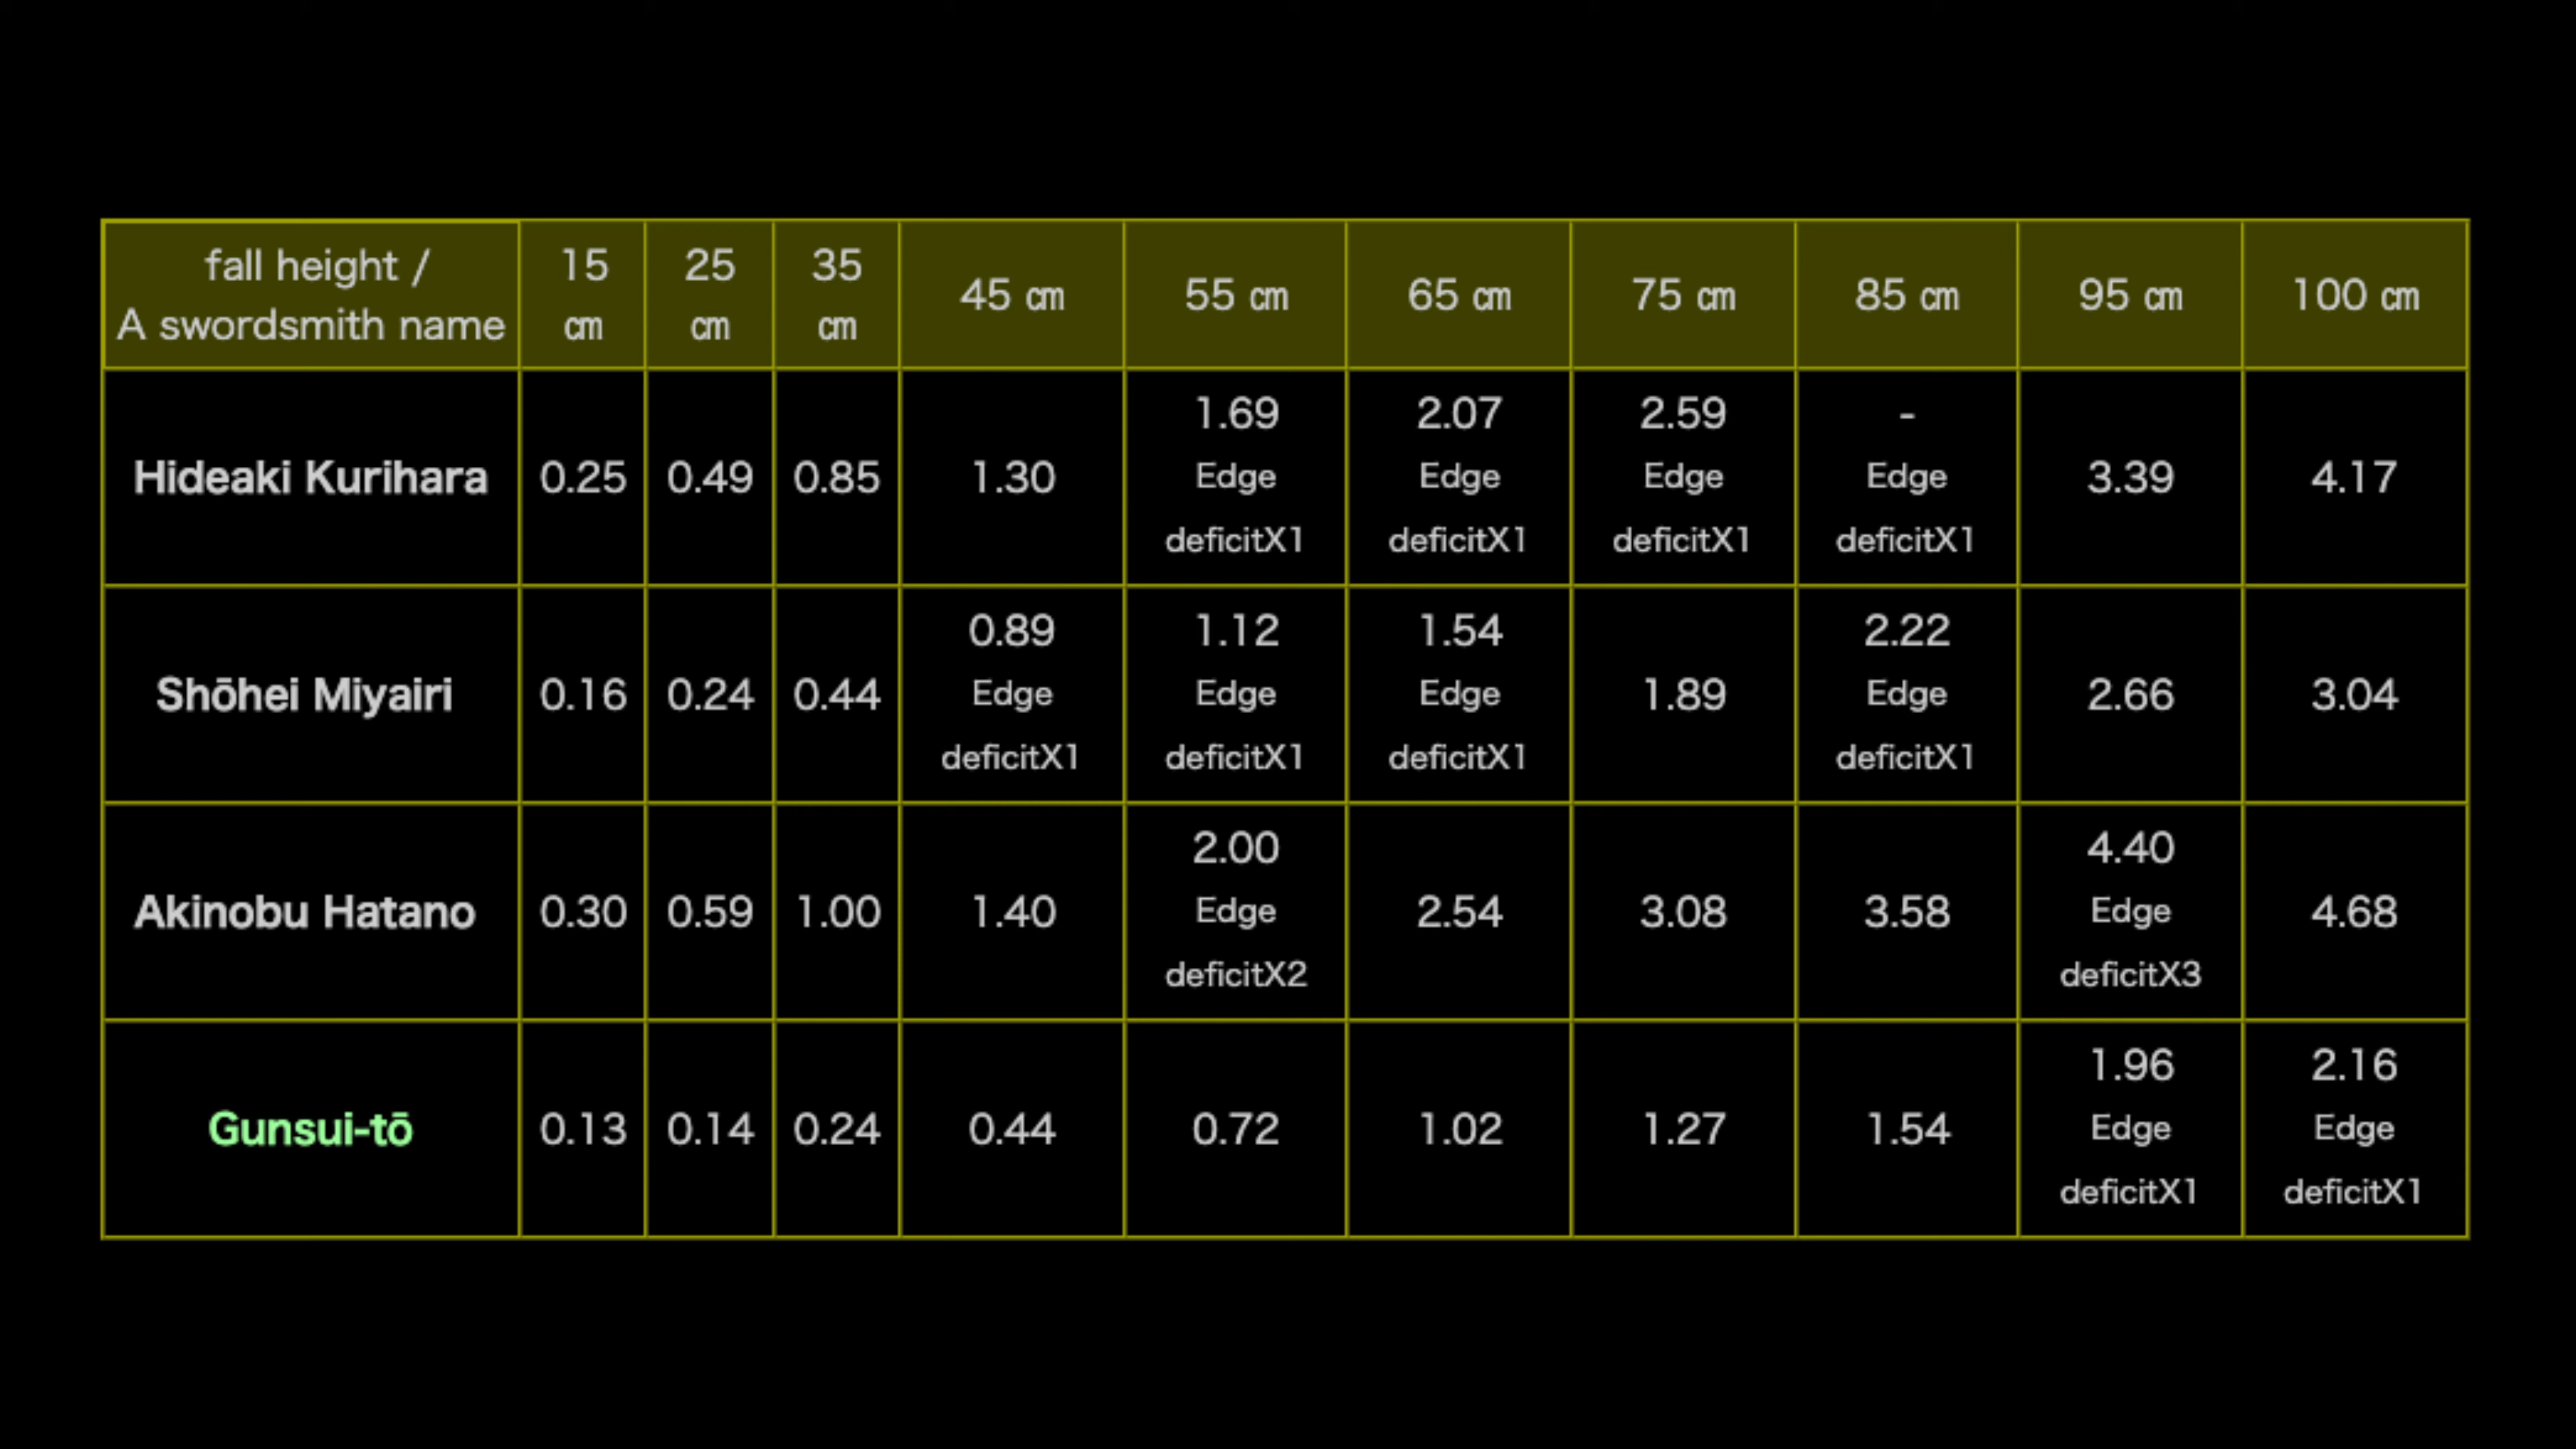 fall height /
A swordsmith name
15
㎝
25
㎝
35
㎝
45 ㎝
55 ㎝
65 ㎝
75 ㎝
85 ㎝
95 ㎝
100 ㎝
Hideaki Kurihara
0.25
0.49
0.85
1.30
1.69
Edge
deficitX1
2.07
Edge
deficitX1
2.59
Edge
deficitX1
-
Edge
deficitX1
3.39
4.17
Shōhei Miyairi
0.16
0.24
0.44
0.89
Edge
deficitX1
1.12
Edge
deficitX1
1.54
Edge
deficitX1
1.89
2.22
Edge
deficitX1
2.66
3.04
Akinobu Hatano
0.30
0.59
1.00
1.40
2.00
Edge
deficitX2
2.54
3.08
3.58
4.40
Edge
deficitX3
4.68
Gunsui-tō
0.13
0.14
0.24
0.44
0.72
1.02
1.27
1.54
1.96
Edge
deficitX1
2.16
Edge
deficitX1